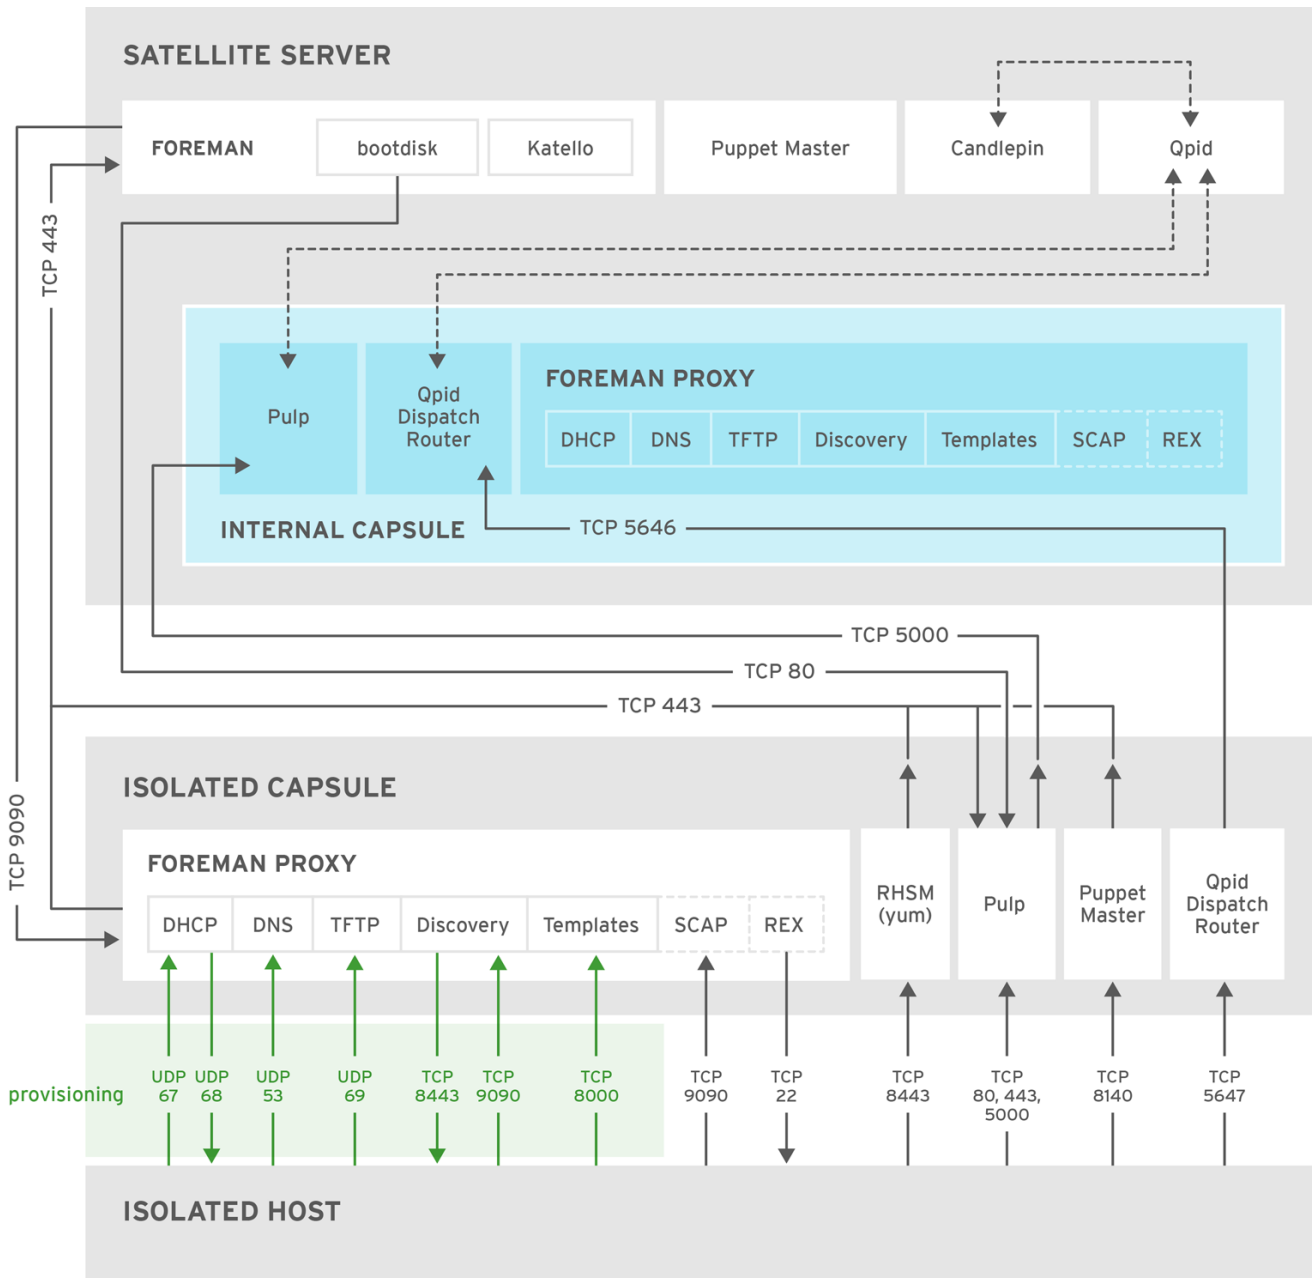 SATELLITE SERVER
FOREMAN
bootdisk
Katello
Puppet Master
Candlepin
Qpid
TCP 443
Pulp
Qpid
Dispatch
Router
FOREMAN PROXY
DHCP
DNS
TFTP
Discovery
Templates
SCAP
REX
INTERNAL CAPSULE
TCP 5646
TCP 5000
TCP 80
TCP 443
TCP 9090
ISOLATED CAPSULE
FOREMAN PROXY
DHCP
DNS
TFTP
Discovery
Templates
SCAP
REX
RHSM
(yum)
Pulp
Puppet
Master
Qpid
Dispatch
Router
provisioning
UDP
67
UDP
68
UDP
53
UDP
69
TCP
8443
TCP
9090
TCP
8000
TCP
9090
TCP
22
TCP
8443
TCP
80, 443,
5000
TCP
8140
TCP
5647
ISOLATED HOST